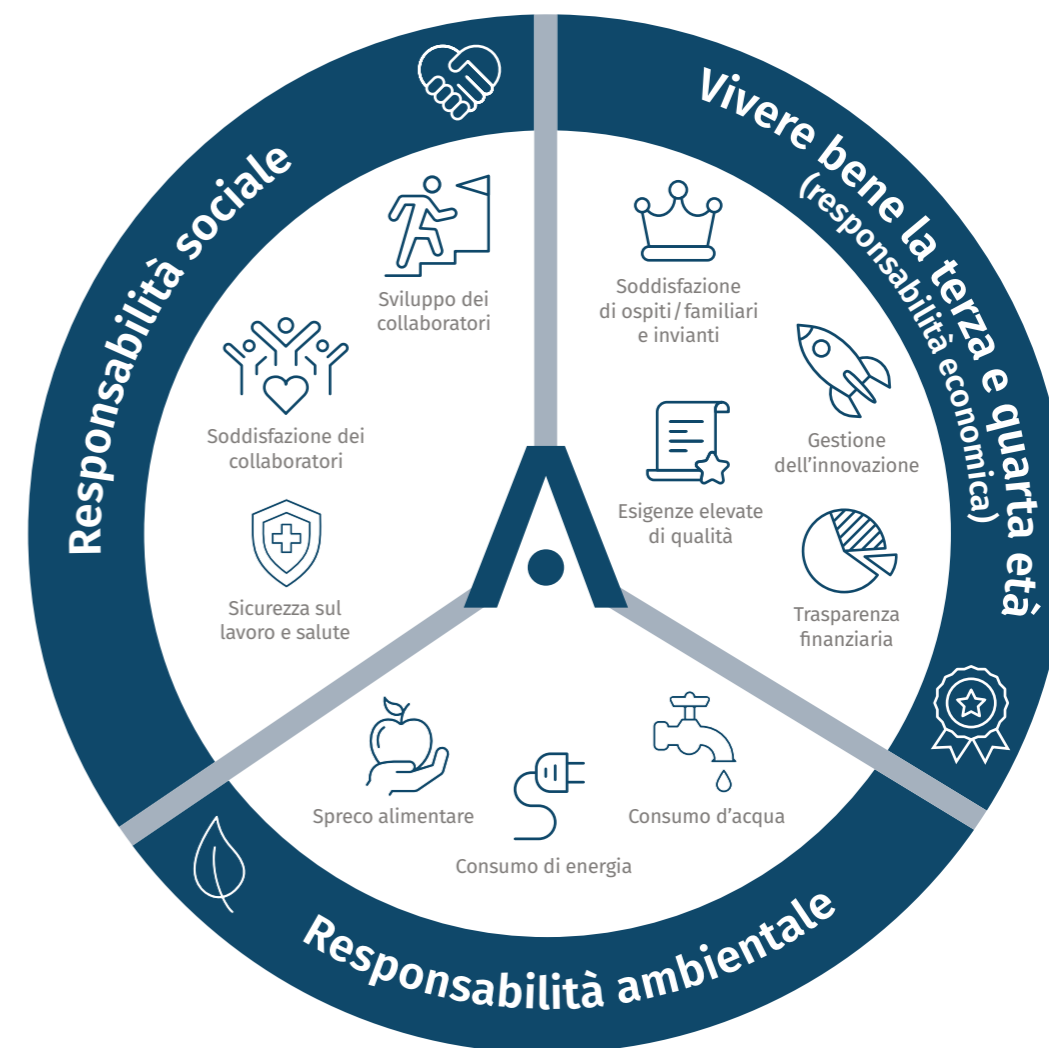 Responsabilità sociale
Sviluppo dei
collaboratori
Soddisfazione dei
collaboratori
Sicurezza sul
lavoro e salute
Vivere bene la terza e quarta età
(responsabilità economica)
Soddisfazione
di ospiti/familiari
e invianti
Gestione
dell’innovazione
Esigenze elevate
di qualità
Trasparenza
finanziaria
Spreco alimentare
Consumo di energia
Consumo d’acqua
Responsabilità ambientale